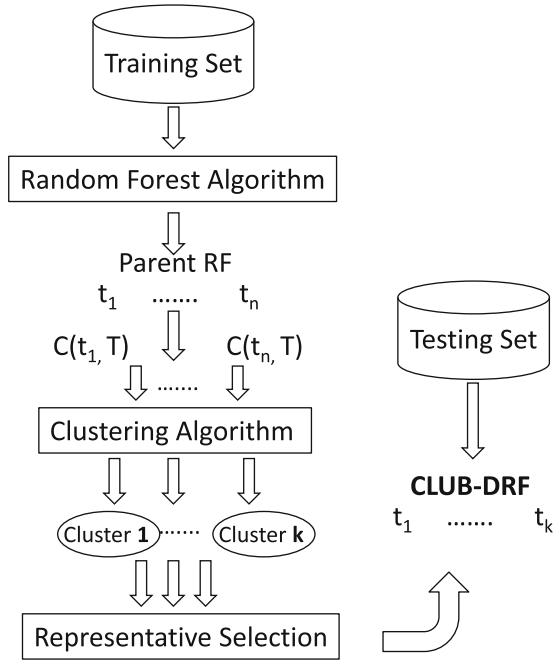 Training Set
Random Forest Algorithm
Parent RF
t1 ....... tn
C(t1, T) C(tn, T)
.......
Clustering Algorithm
Cluster 1 ....... Cluster k
Representative Selection
Testing Set
CLUB-DRF
t1 ....... tk